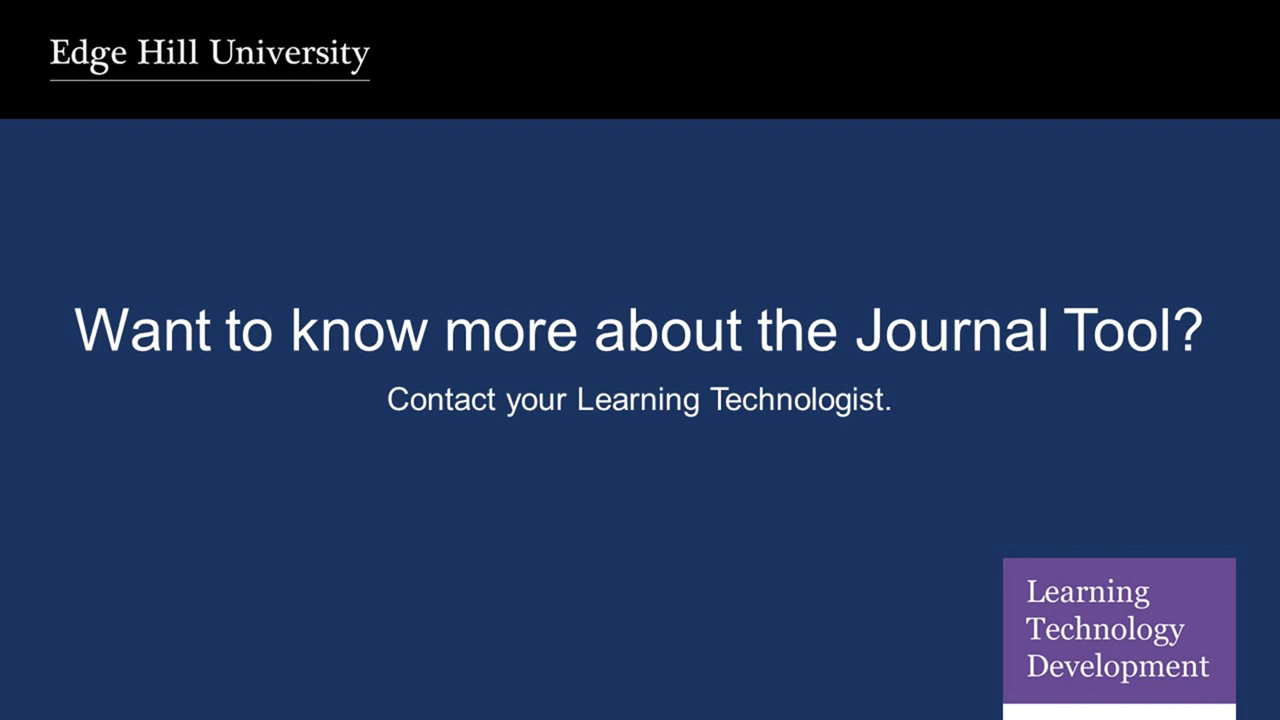 Edge Hill University
Want to know more about the Journal Tool?
Contact your Learning Technologist.
Learning
Technology
Development